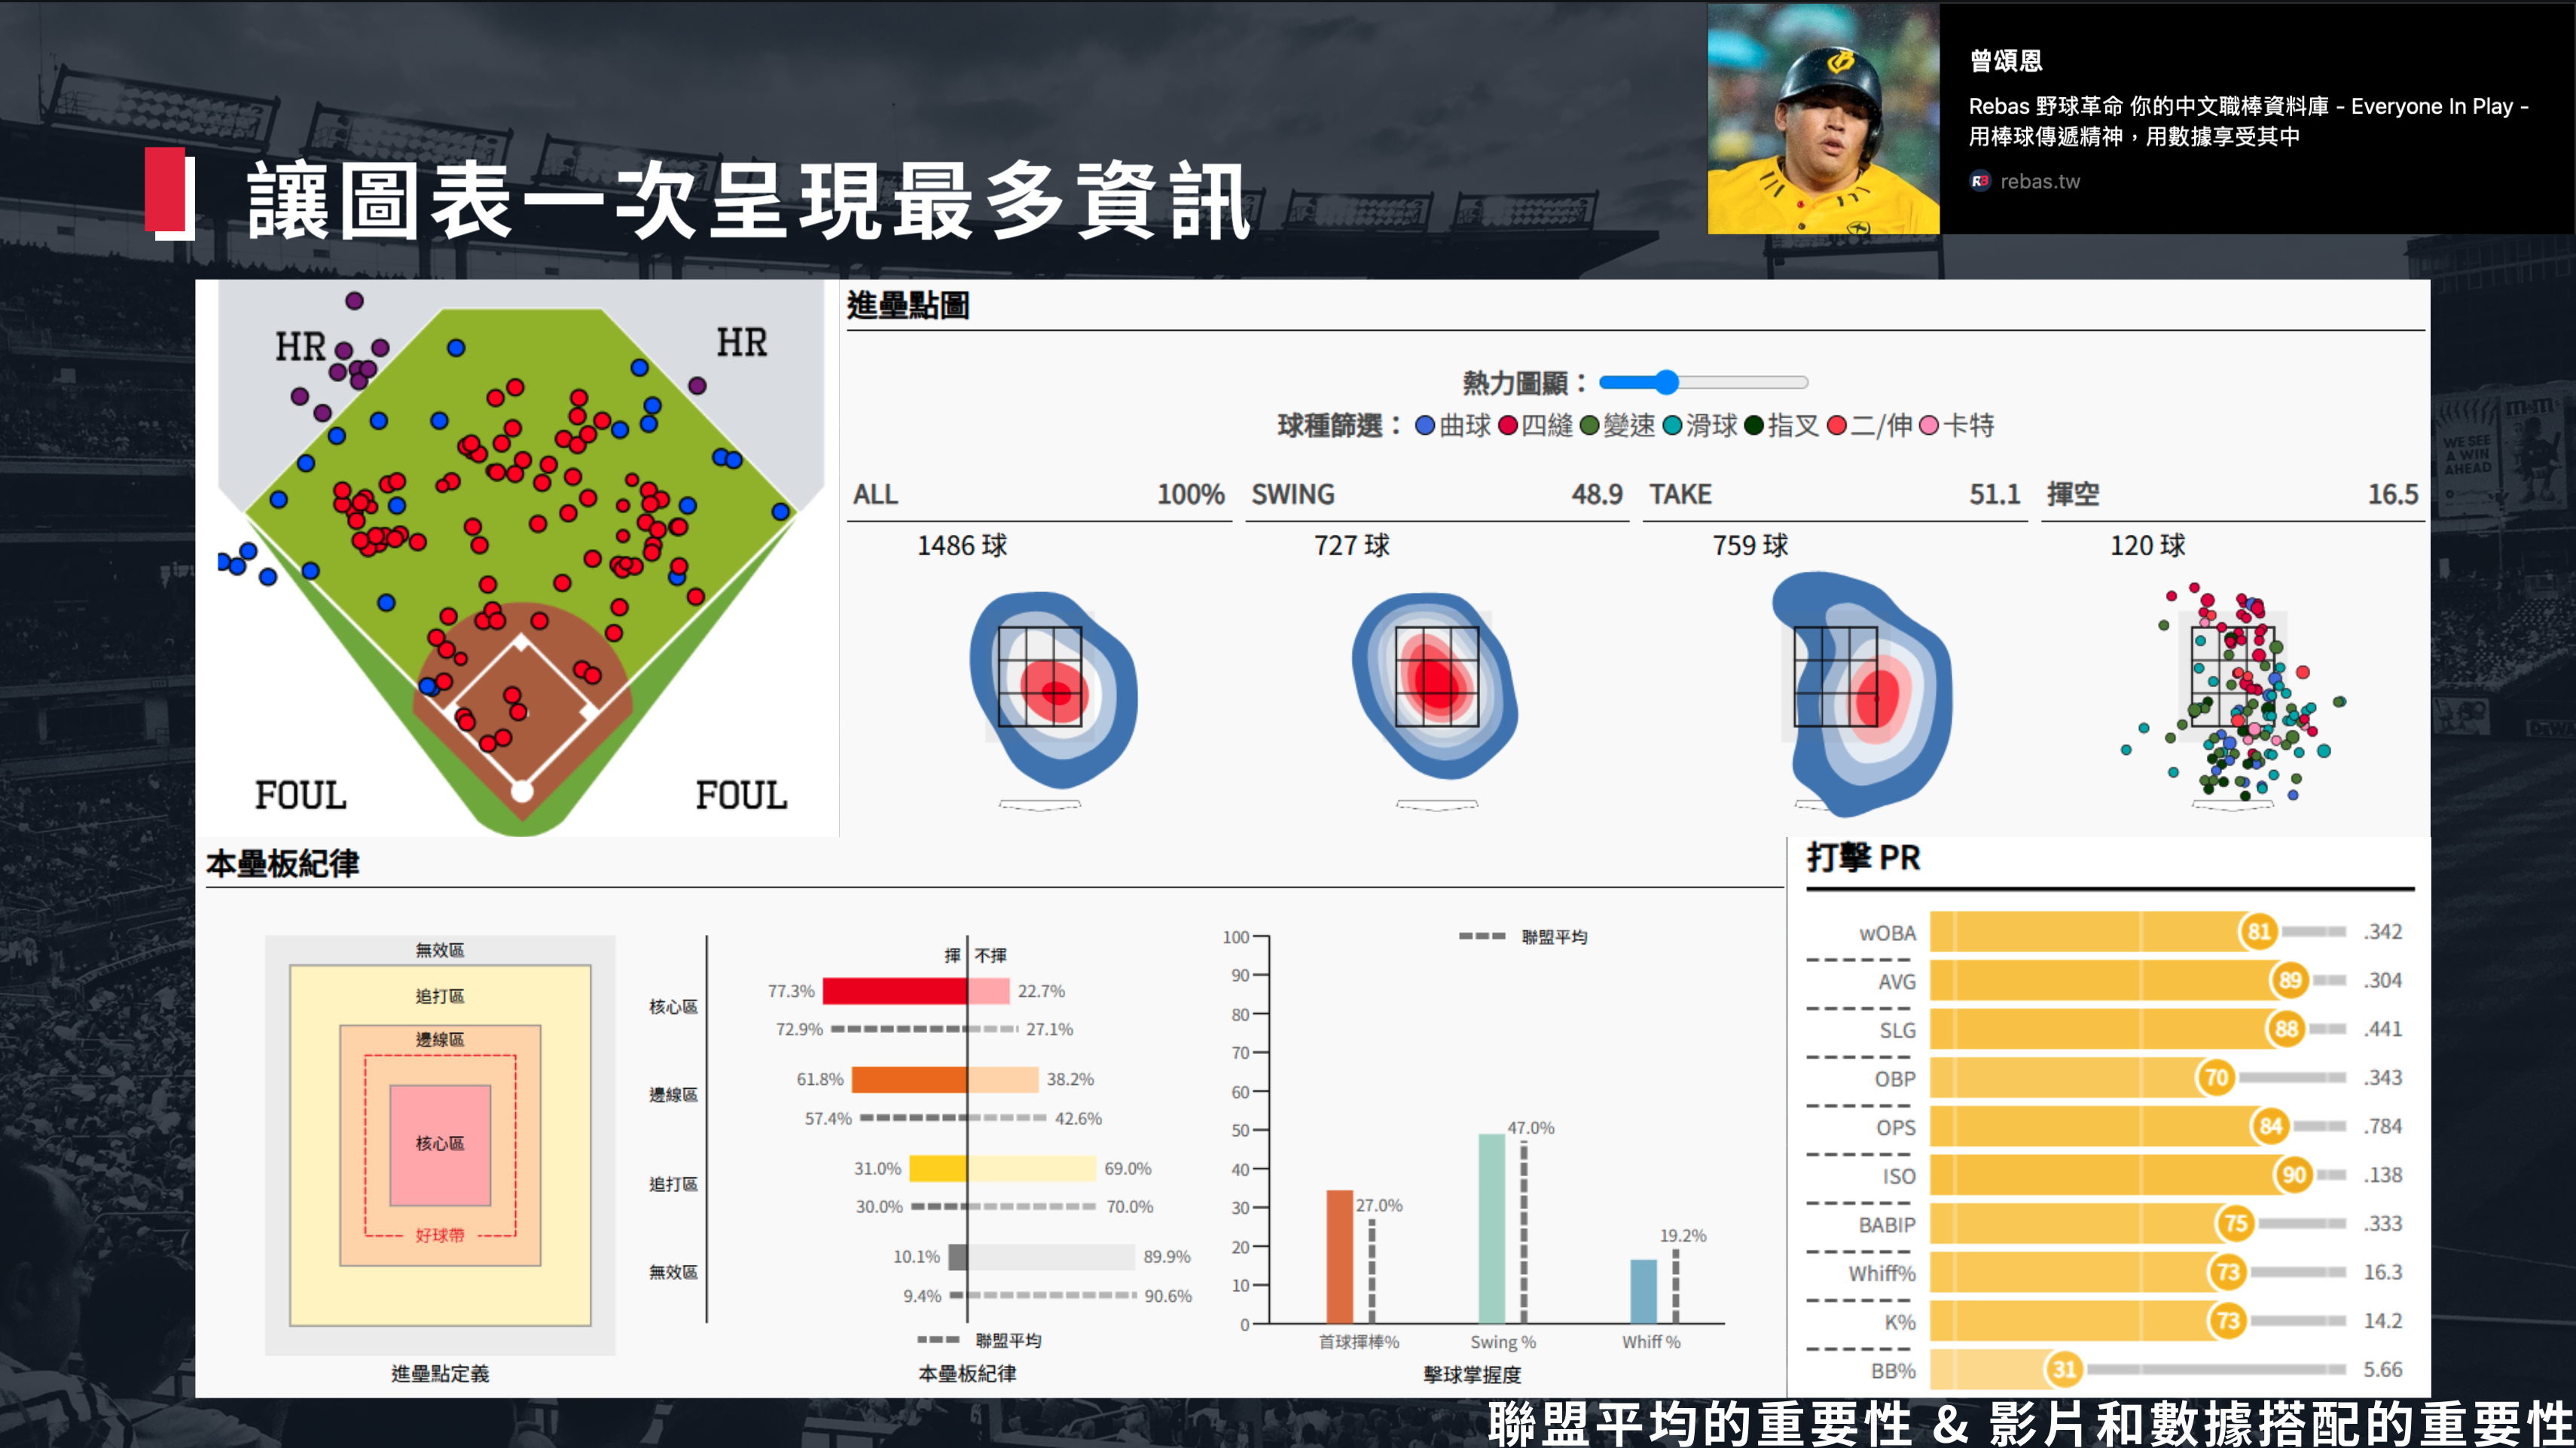 曾頌恩
Rebas 野球革命 你的中文職棒資料庫 - Everyone In Play -
用棒球傳遞精神，用數據享受其中
RB rebas.tw
讓圖表一次呈現最多資訊
HR
HR
FOUL
FOUL
進壘點圖
熱力圖顯：
球種篩選： 曲球 四縫 變速 滑球 指叉 二/伸 卡特
ALL 100%
1486 球
SWING 48.9
727 球
TAKE 51.1
759 球
揮空 16.5
120 球
本壘板紀律
無效區
追打區
邊線區
核心區
好球帶
進壘點定義
揮 不揮
核心區
77.3% 22.7%
72.9% 27.1%
邊線區
61.8% 38.2%
57.4% 42.6%
追打區
31.0% 69.0%
30.0% 70.0%
無效區
10.1% 89.9%
9.4% 90.6%
聯盟平均
本壘板紀律
聯盟平均
100
90
80
70
60
50
40
30
20
10
0
27.0%
47.0%
19.2%
首球揮棒% Swing % Whiff %
擊球掌握度
打擊 PR
wOBA 81 .342
AVG 89 .304
SLG 88 .441
OBP 70 .343
OPS 84 .784
ISO 90 .138
BABIP 75 .333
Whiff% 73 16.3
K% 73 14.2
BB% 31 5.66
WE SEE
A WIN
AHEAD
m&m's
聯盟平均的重要性 & 影片和數據搭配的重要性